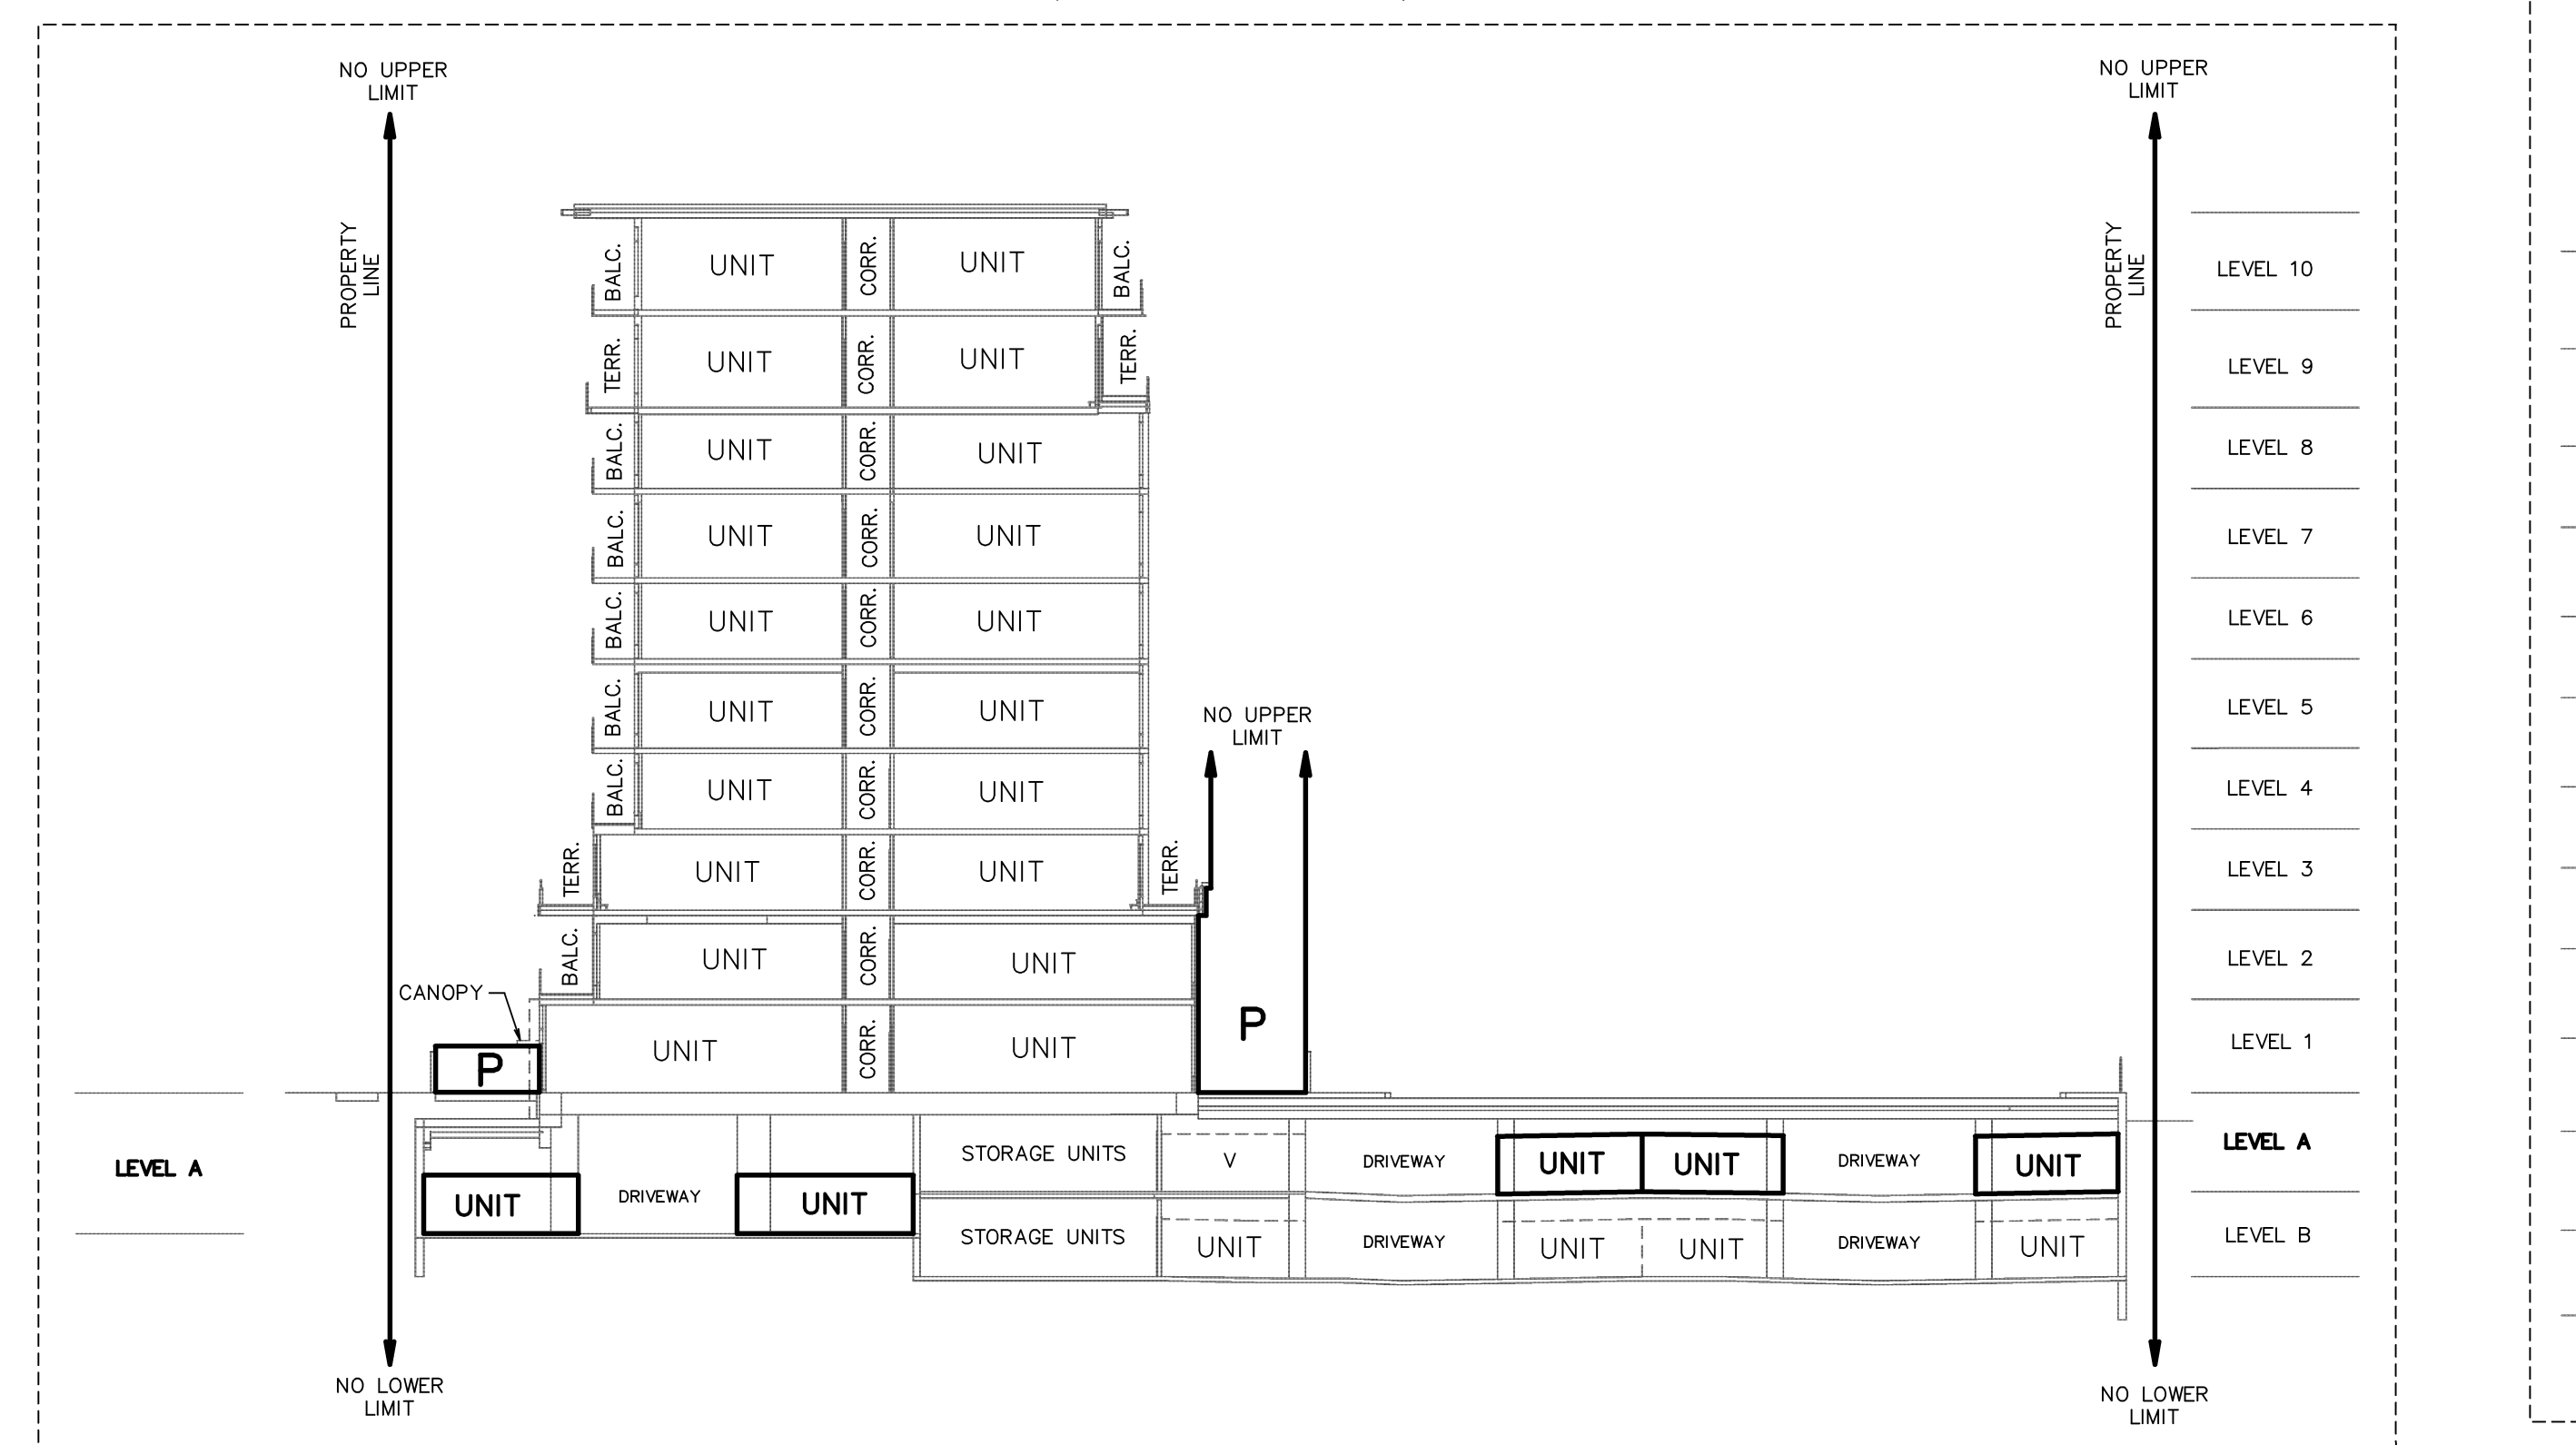 NO UPPER
LIMIT
NO UPPER
LIMIT
PROPERTY
LINE
PROPERTY
LINE
BALC.
UNIT
CORR.
UNIT
BALC.
LEVEL 10
TERR.
UNIT
CORR.
UNIT
TERR.
LEVEL 9
BALC.
UNIT
CORR.
UNIT
LEVEL 8
BALC.
UNIT
CORR.
UNIT
LEVEL 7
BALC.
UNIT
CORR.
UNIT
LEVEL 6
BALC.
UNIT
CORR.
UNIT
LEVEL 5
NO UPPER
LIMIT
BALC.
UNIT
CORR.
UNIT
LEVEL 4
TERR.
UNIT
CORR.
UNIT
TERR.
LEVEL 3
BALC.
UNIT
CORR.
UNIT
LEVEL 2
CANOPY
P
UNIT
CORR.
UNIT
P
LEVEL 1
LEVEL A
UNIT
DRIVEWAY
UNIT
STORAGE UNITS
V
DRIVEWAY
UNIT
UNIT
DRIVEWAY
UNIT
LEVEL A
STORAGE UNITS
UNIT
DRIVEWAY
UNIT
UNIT
DRIVEWAY
UNIT
LEVEL B
NO LOWER
LIMIT
NO LOWER
LIMIT